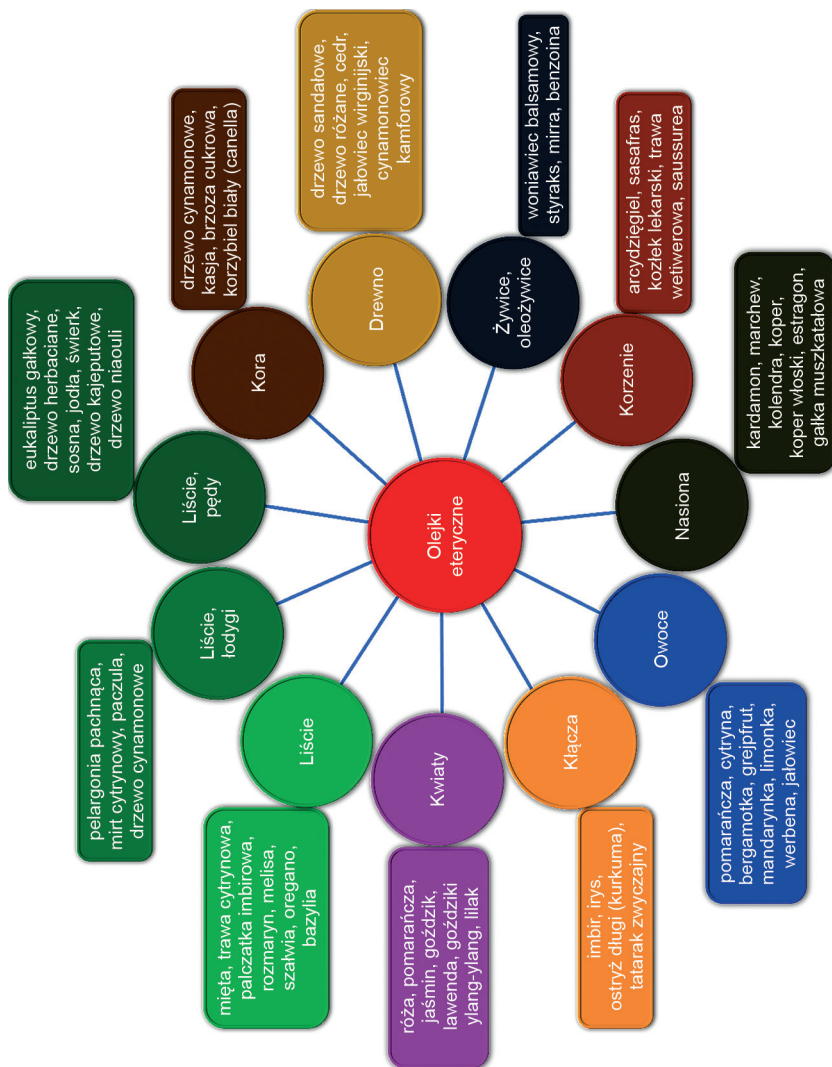 Olejki
eteryczne
Kwiaty
róża, pomarańcza,
jaśmin, goździk,
lawenda, goździki
ylang-ylang, lilak
Liście
mięta, trawa cytrynowa,
palczatka imbirowa,
rozmaryn, melisa,
szałwia, oregano,
bazylia
Liście,
łodygi
pelargonia pachnąca,
mirt cytrynowy, paczula,
drzewo cynamonowe
Liście,
pędy
eukaliptus gałkowy,
drzewo herbaciane,
sosna, jodła, świerk,
drzewo kajeputowe,
drzewo niaouli
Kora
drzewo cynamonowe,
kasja, brzoza cukrowa,
korzybiel biały (canella)
Drewno
drzewo sandałowe,
drzewo różane, cedr,
jałowiec wirginijski,
cynamonowiec
kamforowy
Żywice,
oleożywice
woniawiec balsamowy,
styraks, mirra, benzoina
Korzenie
arcydzięgiel, sasafras,
kozłek lekarski, trawa
wetiwerowa, saussurea
Nasiona
kardamon, marchew,
kolendra, koper,
koper włoski, estragon,
gałka muszkatałowa
Owoce
pomarańcza, cytryna,
bergamotka, grejpfrut,
mandarynka, limonka,
werbena, jałowiec
Kłącza
imbir, irys,
ostryż długi (kurkuma),
tatarak zwyczajny